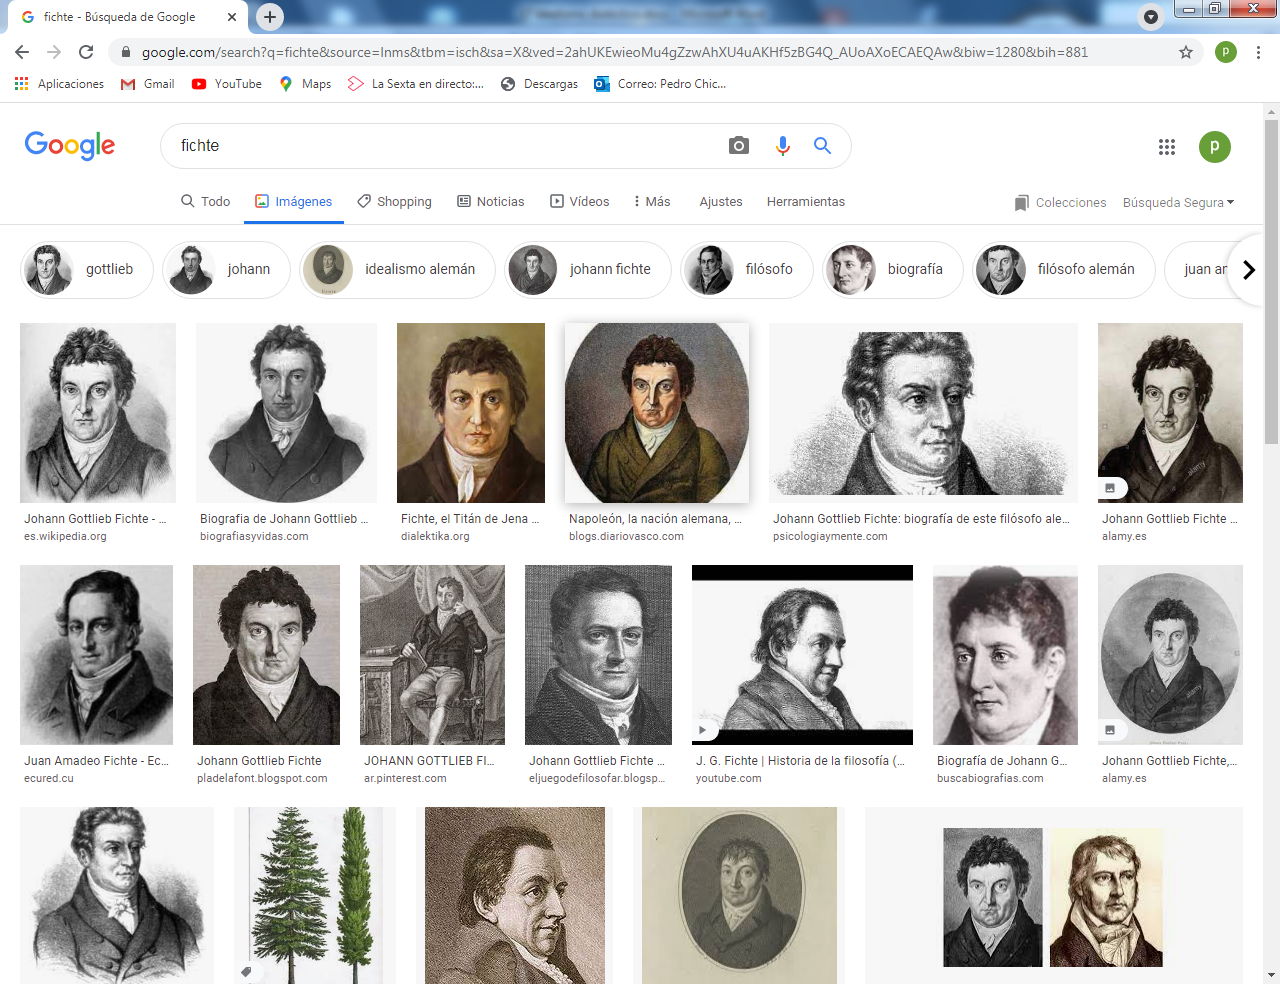 fichte - Búsqueda de Google
google.com/search?q=fichte&source=lnms&tbm=isch&sa=X&ved=2ahUKEwieoMu4gZzwAhXU4uAKHf5zBG4Q_AUoAXoECAEQAw&biw=1280&bih=881
p
Aplicaciones Gmail YouTube Maps La Sexta en directo:... Descargas Correo: Pedro Chic...
Google
fichte
p
Todo Imágenes Shopping Noticias Vídeos Más Ajustes Herramientas Colecciones Búsqueda Segura
gottlieb johann idealismo alemán johann fichte filósofo biografía filósofo alemán juan ar
alamy
Johann Gottlieb Fichte - ... Biografia de Johann Gottlieb ... Fichte, el Titán de Jena ... Napoleón, la nación alemana, ... Johann Gottlieb Fichte: biografía de este filósofo ale... Johann Gottlieb Fichte ...
es.wikipedia.org biografiasyvidas.com dialektika.org blogs.diariovasco.com psicologiaymente.com alamy.es
alamy
Juan Amadeo Fichte - Ec... Johann Gottlieb Fichte JOHANN GOTTLIEB FI... Johann Gottlieb Fichte ... J. G. Fichte | Historia de la filosofía (... Biografía de Johann G... Johann Gottlieb Fichte,...
ecured.cu pladelafont.blogspot.com ar.pinterest.com eljuegodefilosofar.blogsp... youtube.com buscabiografias.com alamy.es